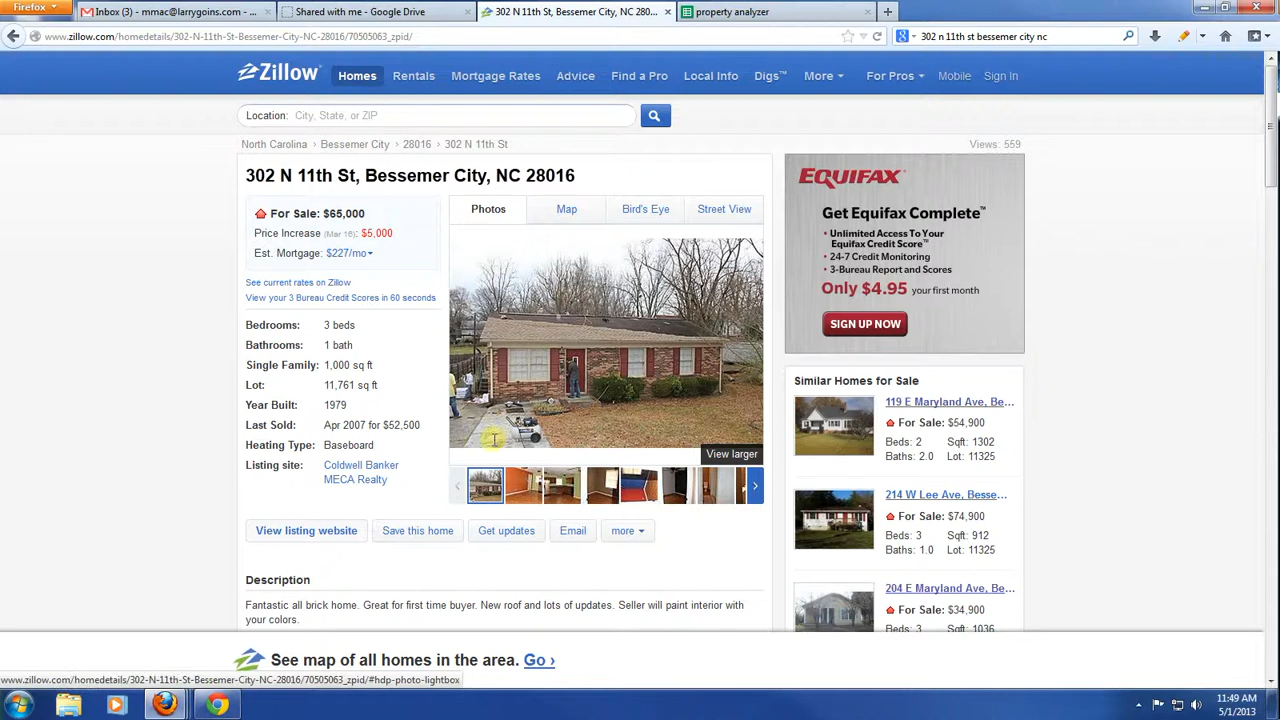 Firefox
Inbox (3) - mmac@larrygoins.com - ...
Shared with me - Google Drive
302 N 11th St, Bessemer City, NC 280...
property analyzer
www.zillow.com/homedetails/302-N-11th-St-Bessemer-City-NC-28016/70505063_zpid/
302 n 11th st bessemer city nc
Zillow
Homes
Rentals
Mortgage Rates
Advice
Find a Pro
Local Info
Digs™
More
For Pros
Mobile
Sign In
Location: City, State, or ZIP
North Carolina › Bessemer City › 28016 › 302 N 11th St
Views: 559
302 N 11th St, Bessemer City, NC 28016
For Sale: $65,000
Price Increase (Mar 16): $5,000
Est. Mortgage: $227/mo
See current rates on Zillow
View your 3 Bureau Credit Scores in 60 seconds
Bedrooms: 3 beds
Bathrooms: 1 bath
Single Family: 1,000 sq ft
Lot: 11,761 sq ft
Year Built: 1979
Last Sold: Apr 2007 for $52,500
Heating Type: Baseboard
Listing site: Coldwell Banker
MECA Realty
Photos
Map
Bird's Eye
Street View
View larger
View listing website
Save this home
Get updates
Email
more
Description
Fantastic all brick home. Great for first time buyer. New roof and lots of updates. Seller will paint interior with
your colors.
EQUIFAX
Get Equifax Complete™
• Unlimited Access To Your
Equifax Credit Score™
• 24-7 Credit Monitoring
• 3-Bureau Report and Scores
Only $4.95 your first month
SIGN UP NOW
Similar Homes for Sale
119 E Maryland Ave, Be...
For Sale: $54,900
Beds: 2 Sqft: 1302
Baths: 2.0 Lot: 11325
214 W Lee Ave, Besse...
For Sale: $74,900
Beds: 3 Sqft: 912
Baths: 1.0 Lot: 11325
204 E Maryland Ave, Be...
For Sale: $34,900
Beds: 3 Sqft: 1036
See map of all homes in the area. Go ›
www.zillow.com/homedetails/302-N-11th-St-Bessemer-City-NC-28016/70505063_zpid/#hdp-photo-lightbox
11:49 AM
5/1/2013